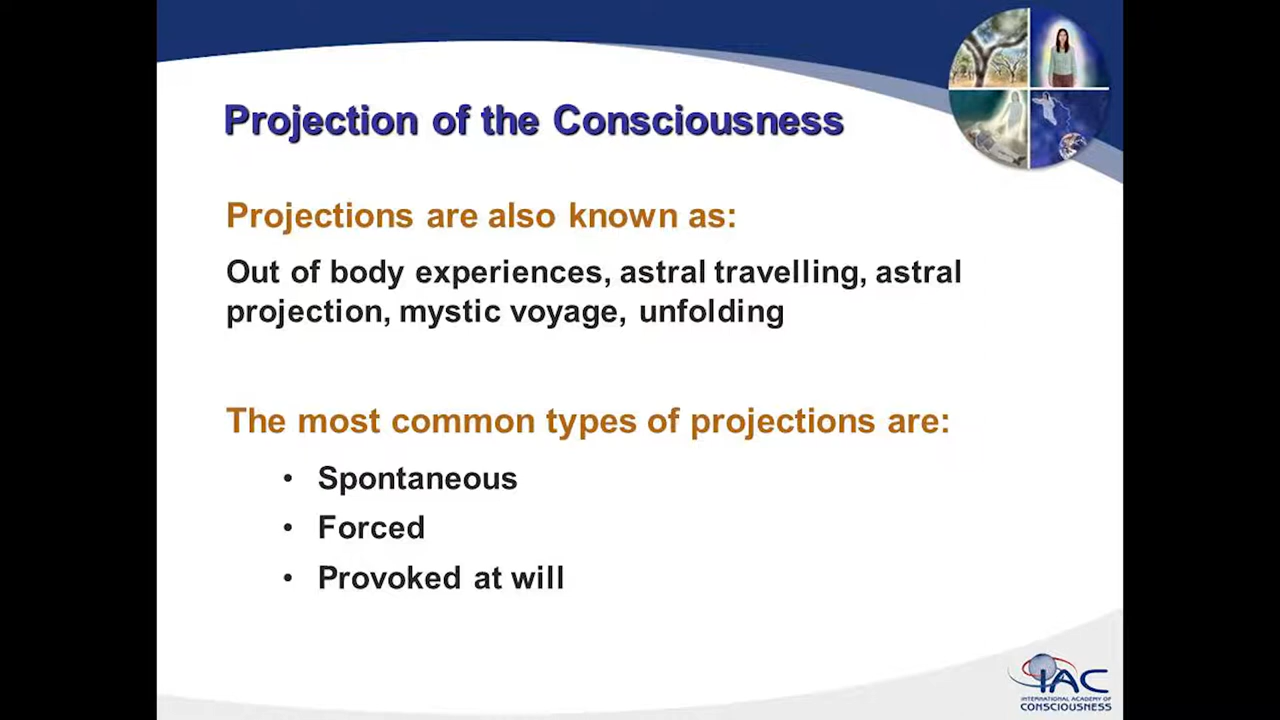 Projection of the Consciousness
Projections are also known as:
Out of body experiences, astral travelling, astral
projection, mystic voyage, unfolding
The most common types of projections are:
• Spontaneous
• Forced
• Provoked at will
IAC
INTERNATIONAL ACADEMY OF
CONSCIOUSNESS